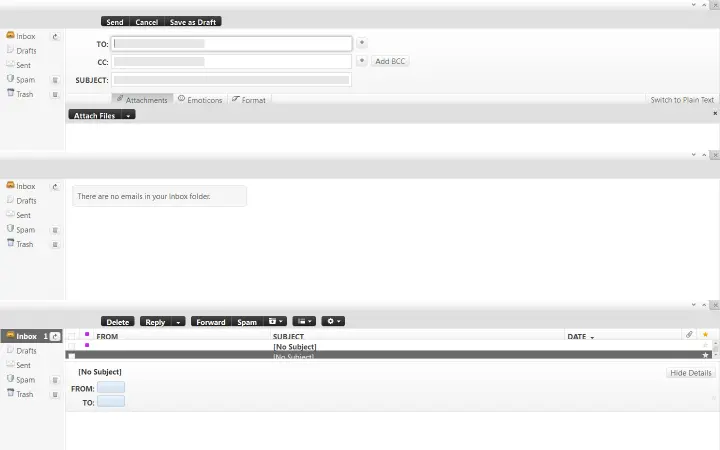 Send Cancel Save as Draft
Inbox
Drafts
Sent
Spam
Trash
TO:
CC: Add BCC
SUBJECT:
Attachments Emoticons Format Switch to Plain Text
Attach Files
Inbox
Drafts
Sent
Spam
Trash
There are no emails in your Inbox folder.
Delete Reply Forward Spam
Inbox 1
Drafts
Sent
Spam
Trash
FROM SUBJECT DATE
[No Subject]
[No Subject]
[No Subject] Hide Details
FROM:
TO: